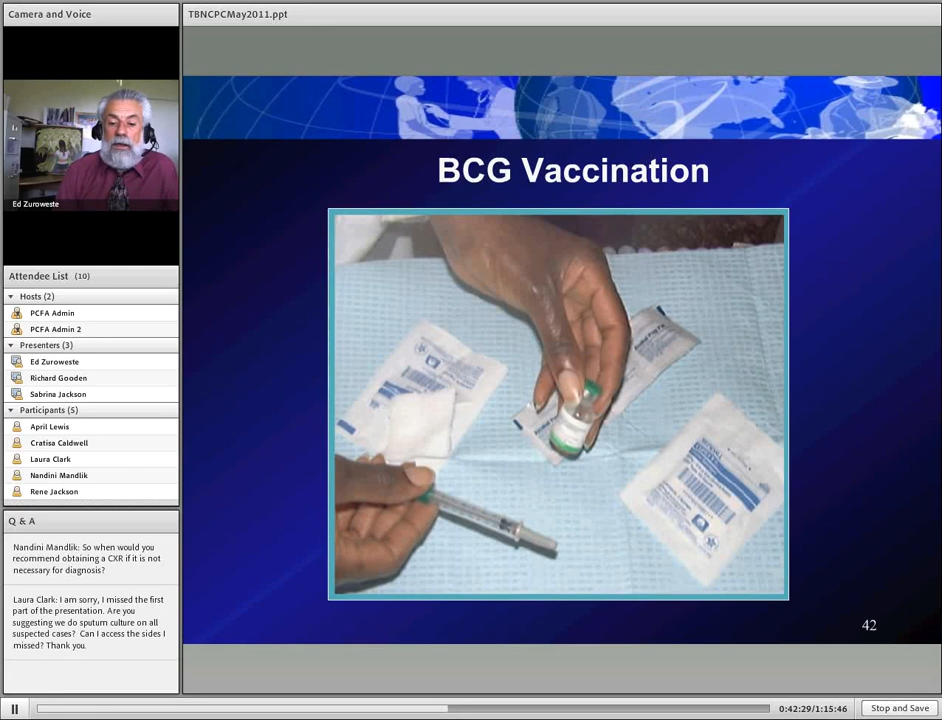 Camera and Voice
TBNCPCMay2011.ppt
Ed Zuroweste
Attendee List (10)
Hosts (2)
PCFA Admin
PCFA Admin 2
Presenters (3)
Ed Zuroweste
Richard Gooden
Sabrina Jackson
Participants (5)
April Lewis
Cratisa Caldwell
Laura Clark
Nandini Mandlik
Rene Jackson
Q & A
Nandini Mandlik: So when would you
recommend obtaining a CXR if it is not
necessary for diagnosis?
Laura Clark: I am sorry, I missed the first
part of the presentation. Are you
suggesting we do sputum culture on all
suspected cases? Can I access the sides I
missed? Thank you.
BCG Vaccination
42
0:42:29/1:15:46
Stop and Save